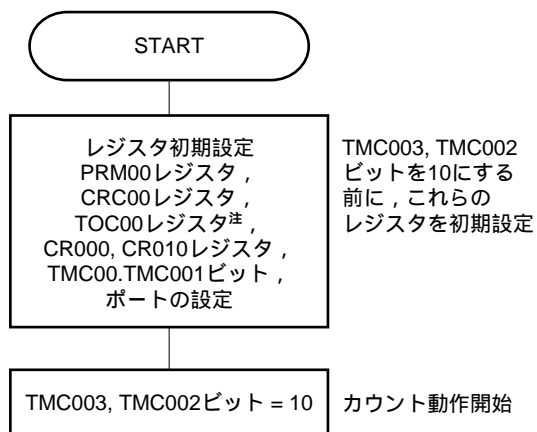 START
レジスタ初期設定
PRM00レジスタ，
CRC00レジスタ，
TOC00レジスタ注，
CR000, CR010レジスタ，
TMC00.TMC001ビット，
ポートの設定
TMC003, TMC002
ビットを10にする
前に，これらの
レジスタを初期設定
TMC003, TMC002ビット = 10
カウント動作開始